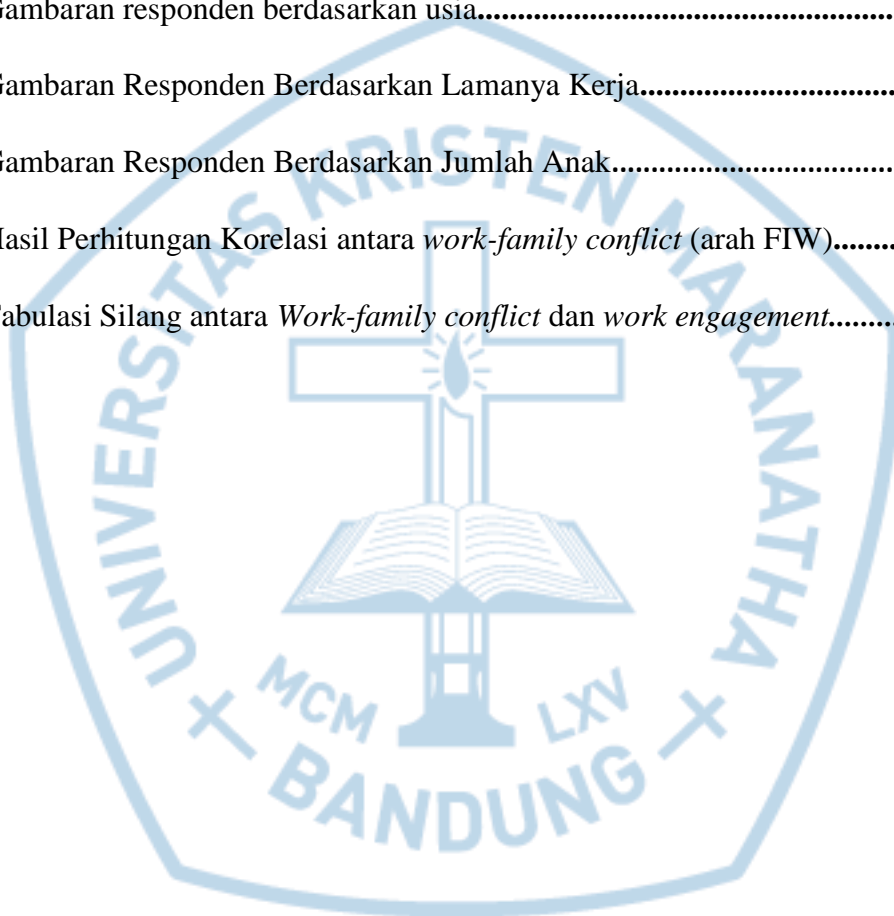 Gambaran responden berdasarkan usia......................................................
Gambaran Responden Berdasarkan Lamanya Kerja.................................
Gambaran Responden Berdasarkan Jumlah Anak....................................
Hasil Perhitungan Korelasi antara work-family conflict (arah FIW)........
Tabulasi Silang antara Work-family conflict dan work engagement.........
UNIVERSITAS KRISTEN MARANATHA
MCM LXV
BANDUNG